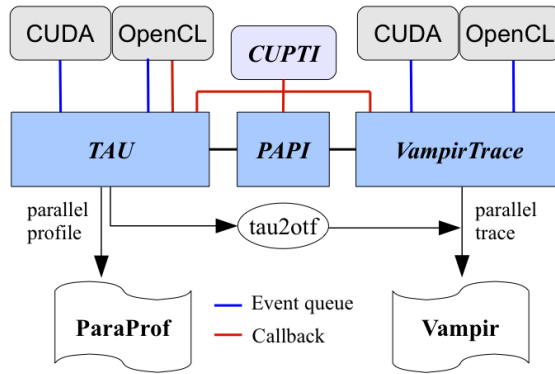 CUDA
OpenCL
CUPTI
CUDA
OpenCL
TAU
PAPI
VampirTrace
parallel
profile
tau2otf
parallel
trace
ParaProf
Event queue
Callback
Vampir